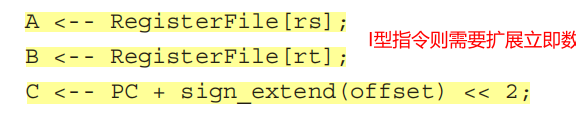 A <-- RegisterFile[rs];
I型指令则需要扩展立即数
B <-- RegisterFile[rt];
C <-- PC + sign_extend(offset) << 2;